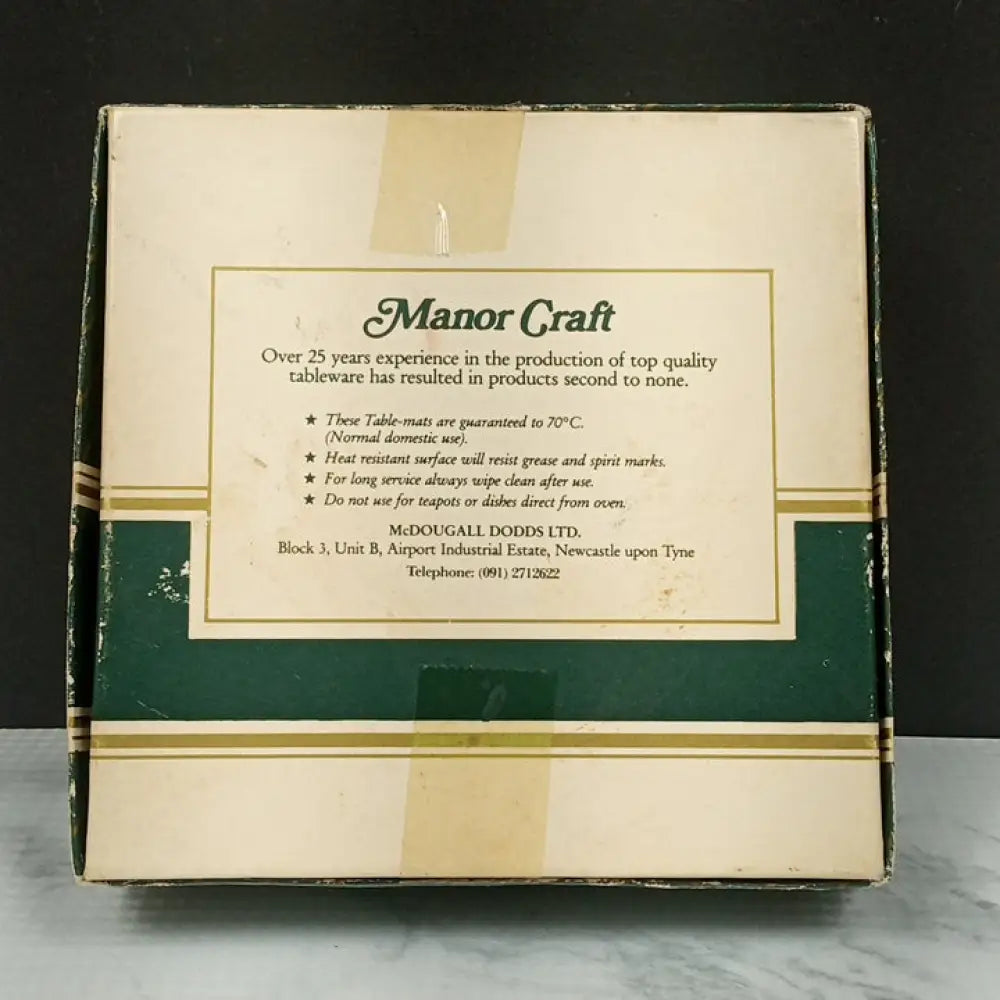 Manor Craft
Over 25 years experience in the production of top quality
tableware has resulted in products second to none.
★ These Table-mats are guaranteed to 70°C.
(Normal domestic use).
★ Heat resistant surface will resist grease and spirit marks.
★ For long service always wipe clean after use.
★ Do not use for teapots or dishes direct from oven.
McDOUGALL DODDS LTD.
Block 3, Unit B, Airport Industrial Estate, Newcastle upon Tyne
Telephone: (091) 2712622